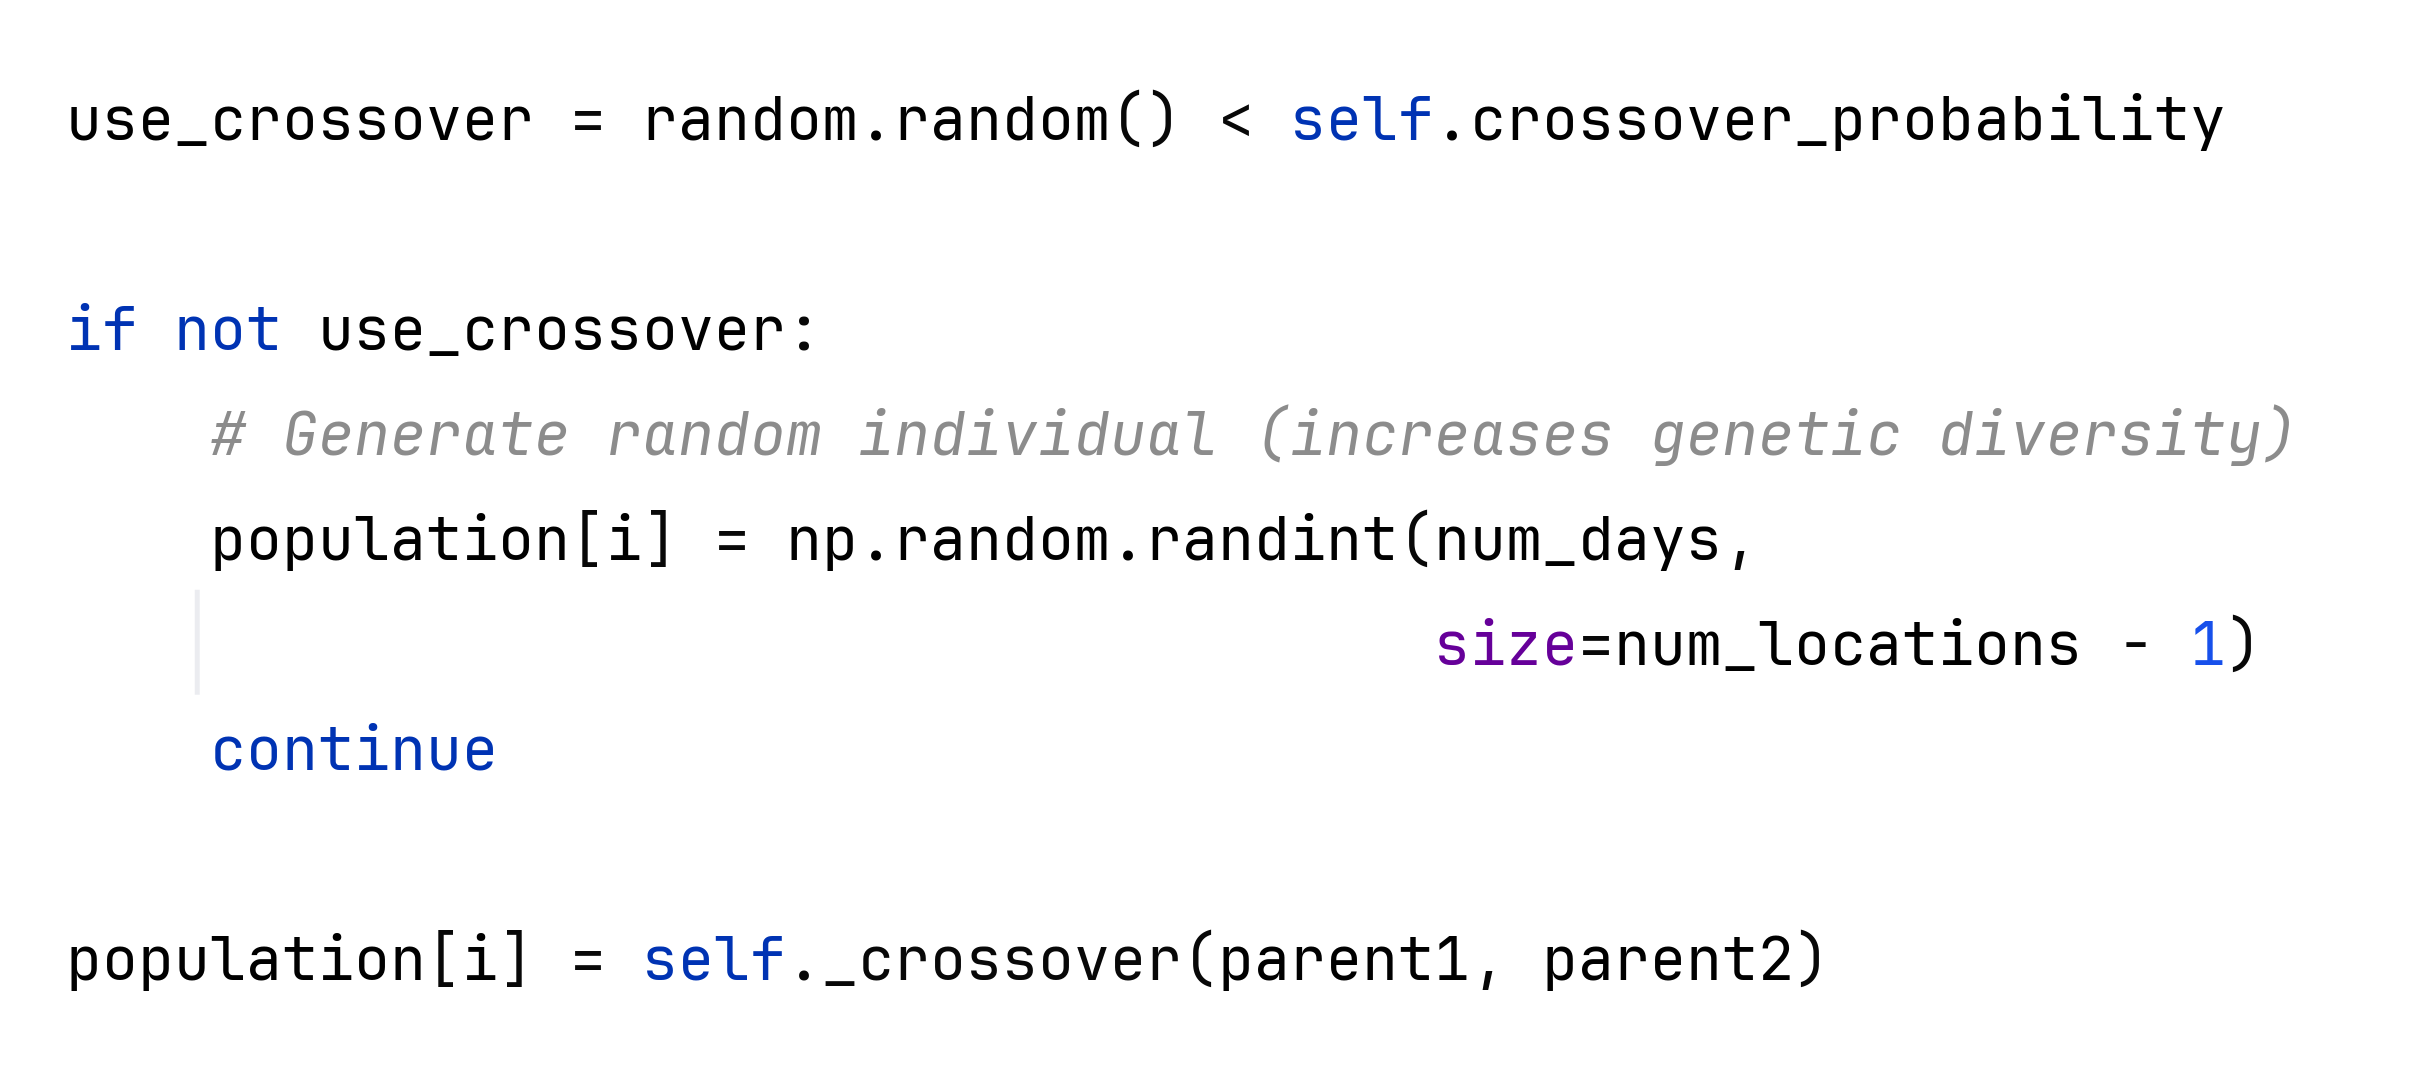 use_crossover = random.random() < self.crossover_probability
if not use_crossover:
    # Generate random individual (increases genetic diversity)
    population[i] = np.random.randint(num_days,
                                      size=num_locations - 1)
    continue
population[i] = self._crossover(parent1, parent2)